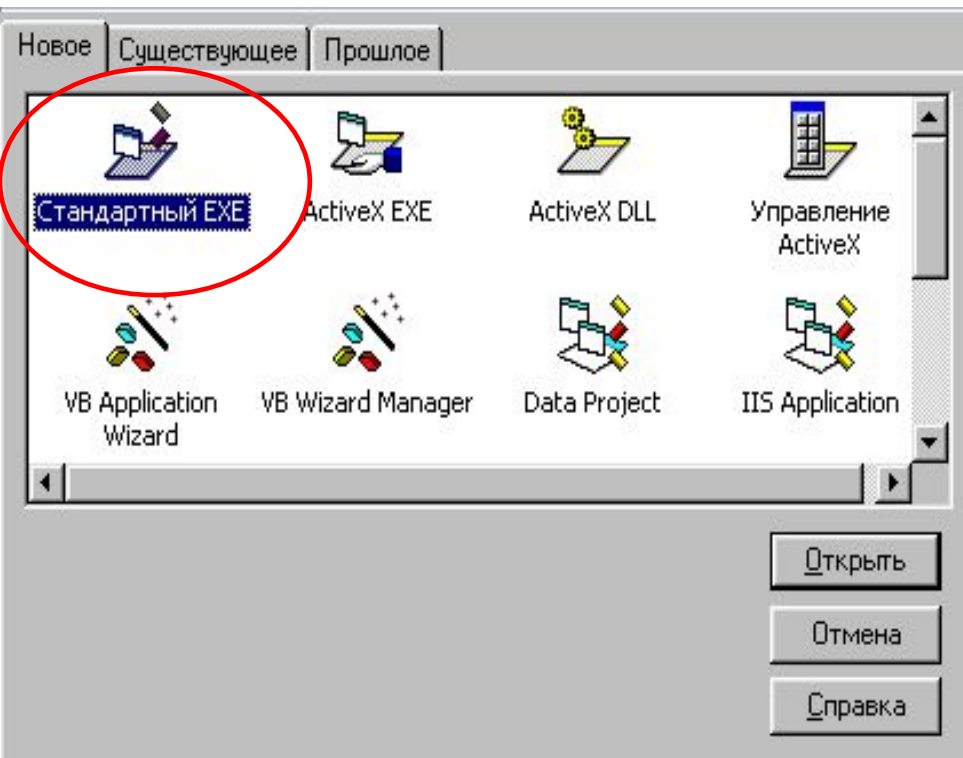 Новое Существующее Прошлое
Стандартный EXE ActiveX EXE ActiveX DLL Управление
ActiveX
VB Application VB Wizard Manager Data Project IIS Application
Wizard
Открыть
Отмена
Справка